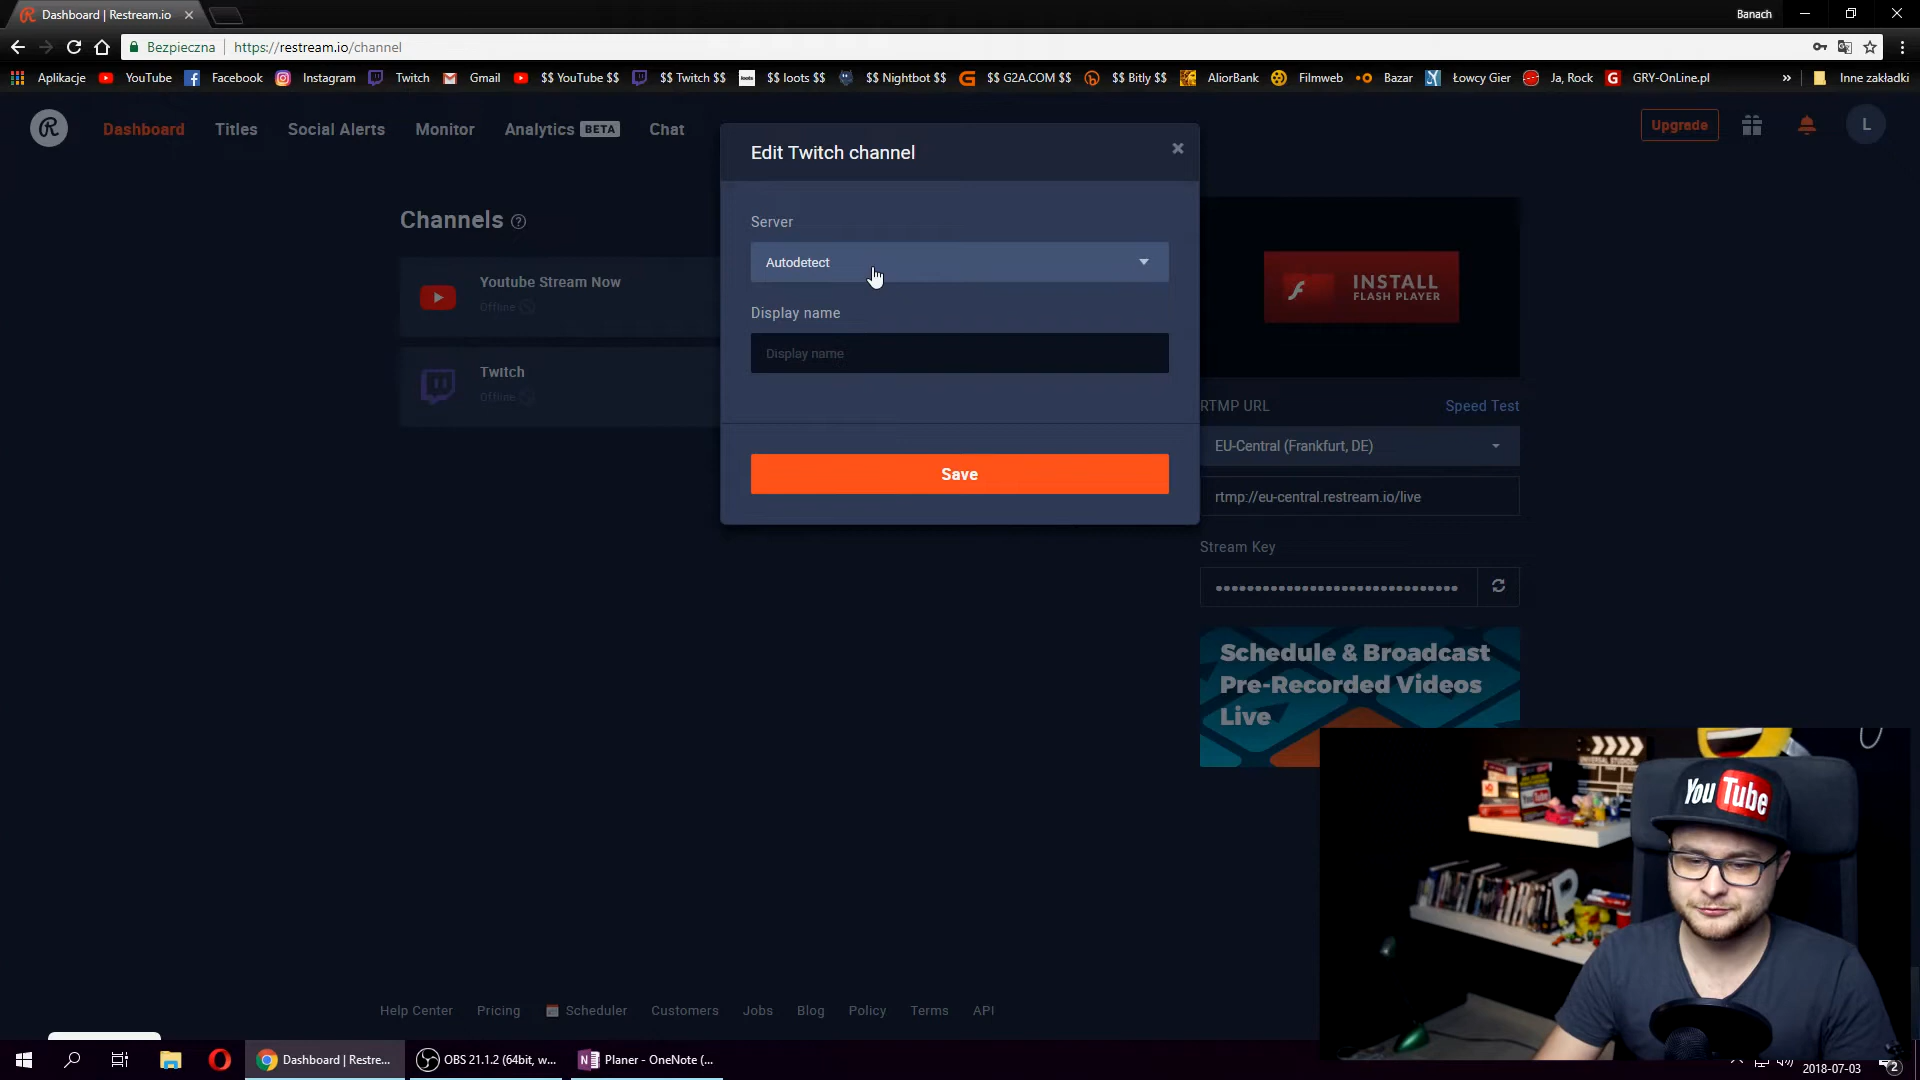 Dashboard | Restream.io
Banach
Bezpieczna
https://restream.io/channel
Aplikacje
YouTube
Facebook
Instagram
Twitch
Gmail
$$ YouTube $$
$$ Twitch $$
$$ loots $$
$$ Nightbot $$
$$ G2A.COM $$
$$ Bitly $$
AliorBank
Filmweb
Bazar
Łowcy Gier
Ja, Rock
GRY-OnLine.pl
»
Inne zakładki
Dashboard
Titles
Social Alerts
Monitor
Analytics BETA
Chat
Upgrade
L
Edit Twitch channel
Server
Autodetect
Display name
Display name
Save
Channels
Youtube Stream Now
Offline
Twitch
Offline
INSTALL
FLASH PLAYER
RTMP URL
Speed Test
EU-Central (Frankfurt, DE)
rtmp://eu-central.restream.io/live
Stream Key
Schedule & Broadcast
Pre-Recorded Videos
Live
UNIVERSAL STUDIOS
YouTube
Help Center
Pricing
Scheduler
Customers
Jobs
Blog
Policy
Terms
API
Dashboard | Restre...
OBS 21.1.2 (64bit, w...
Planer - OneNote (...
2018-07-03
2